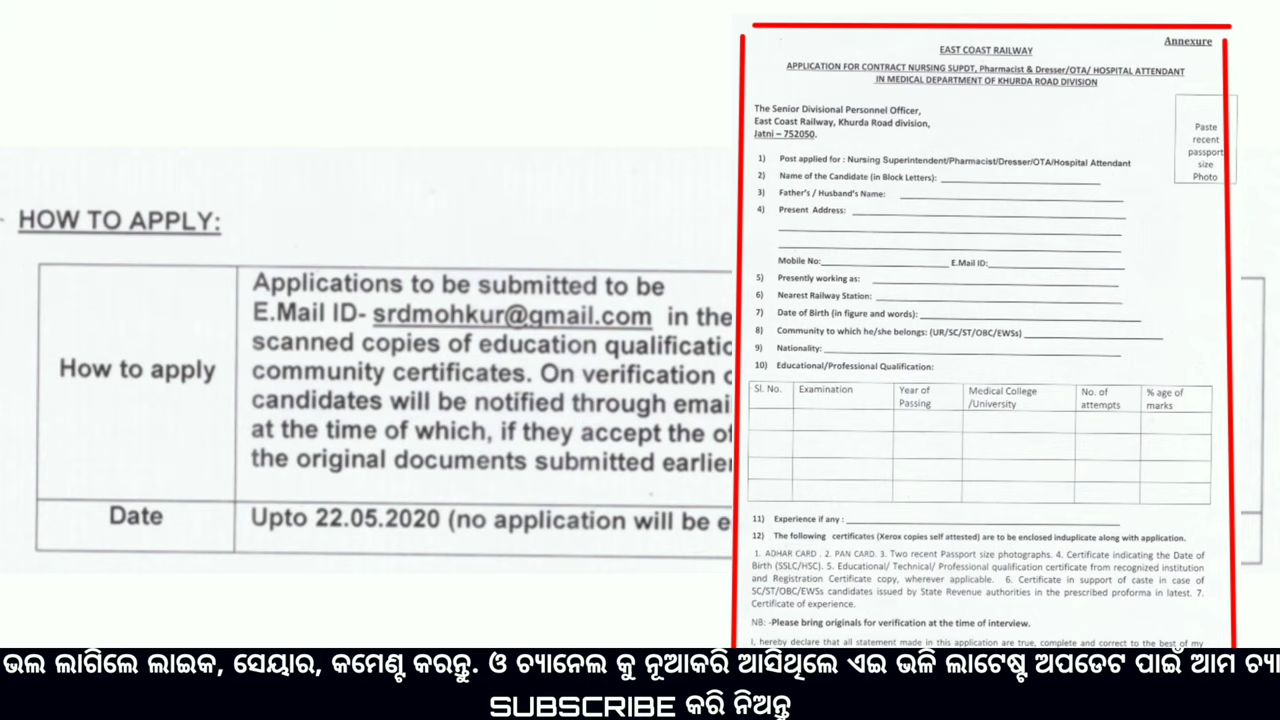 HOW TO APPLY:
How to apply
Applications to be submitted to be
E.Mail ID- srdmohkur@gmail.com in the
scanned copies of education qualificatio
community certificates. On verification
candidates will be notified through emai
at the time of which, if they accept the
the original documents submitted earlier
Date
Upto 22.05.2020 (no application will be e
Annexure
EAST COAST RAILWAY
APPLICATION FOR CONTRACT NURSING SUPDT, Pharmacist & Dresser/OTA/ HOSPITAL ATTENDANT
IN MEDICAL DEPARTMENT OF KHURDA ROAD DIVISION
The Senior Divisional Personnel Officer,
East Coast Railway, Khurda Road division,
Jatni – 752050.
Paste
recent
passport
size
Photo
1) Post applied for : Nursing Superintendent/Pharmacist/Dresser/OTA/Hospital Attendant
2) Name of the Candidate (in Block Letters):
3) Father's / Husband's Name:
4) Present Address:
Mobile No: E.Mail ID:
5) Presently working as:
6) Nearest Railway Station:
7) Date of Birth (in figure and words):
8) Community to which he/she belongs: (UR/SC/ST/OBC/EWSs)
9) Nationality:
10) Educational/Professional Qualification:
Sl. No. Examination Year of Passing Medical College /University No. of attempts % age of marks
11) Experience if any :
12) The following certificates (Xerox copies self attested) are to be enclosed induplicate along with application.
1. ADHAR CARD . 2. PAN CARD. 3. Two recent Passport size photographs. 4. Certificate indicating the Date of
Birth (SSLC/HSC). 5. Educational/ Technical/ Professional qualification certificate from recognized institution
and Registration Certificate copy, wherever applicable. 6. Certificate in support of caste in case of
SC/ST/OBC/EWSs candidates issued by State Revenue authorities in the prescribed proforma in latest. 7.
Certificate of experience.
NB: -Please bring originals for verification at the time of interview.
I, hereby declare that all statement made in this application are true, complete and correct to the best of my
ଭଲ ଲାଗିଲେ ଲାଇକ, ସେୟାର, କମେଣ୍ଟ କରନ୍ତୁ. ଓ ଚ୍ୟାନେଲ କୁ ନୂଆକରି ଆସିଥିଲେ ଏଇ ଭଳି ଲାଟେଷ୍ଟ ଅପଡେଟ ପାଇଁ ଆମ ଚ୍ୟା
SUBSCRIBE କରି ନିଅନ୍ତୁ